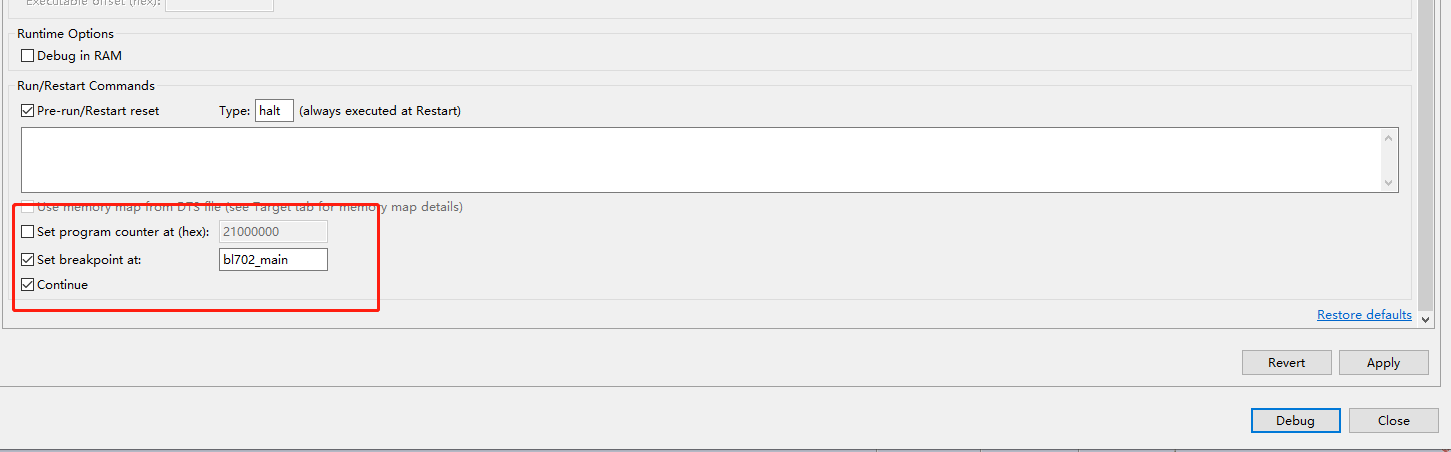 Executable offset (hex):
Runtime Options
Debug in RAM
Run/Restart Commands
Pre-run/Restart reset Type: halt (always executed at Restart)
Use memory map from DTS file (see Target tab for memory map details)
Set program counter at (hex): 21000000
Set breakpoint at: bl702_main
Continue
Restore defaults
Revert Apply
Debug Close